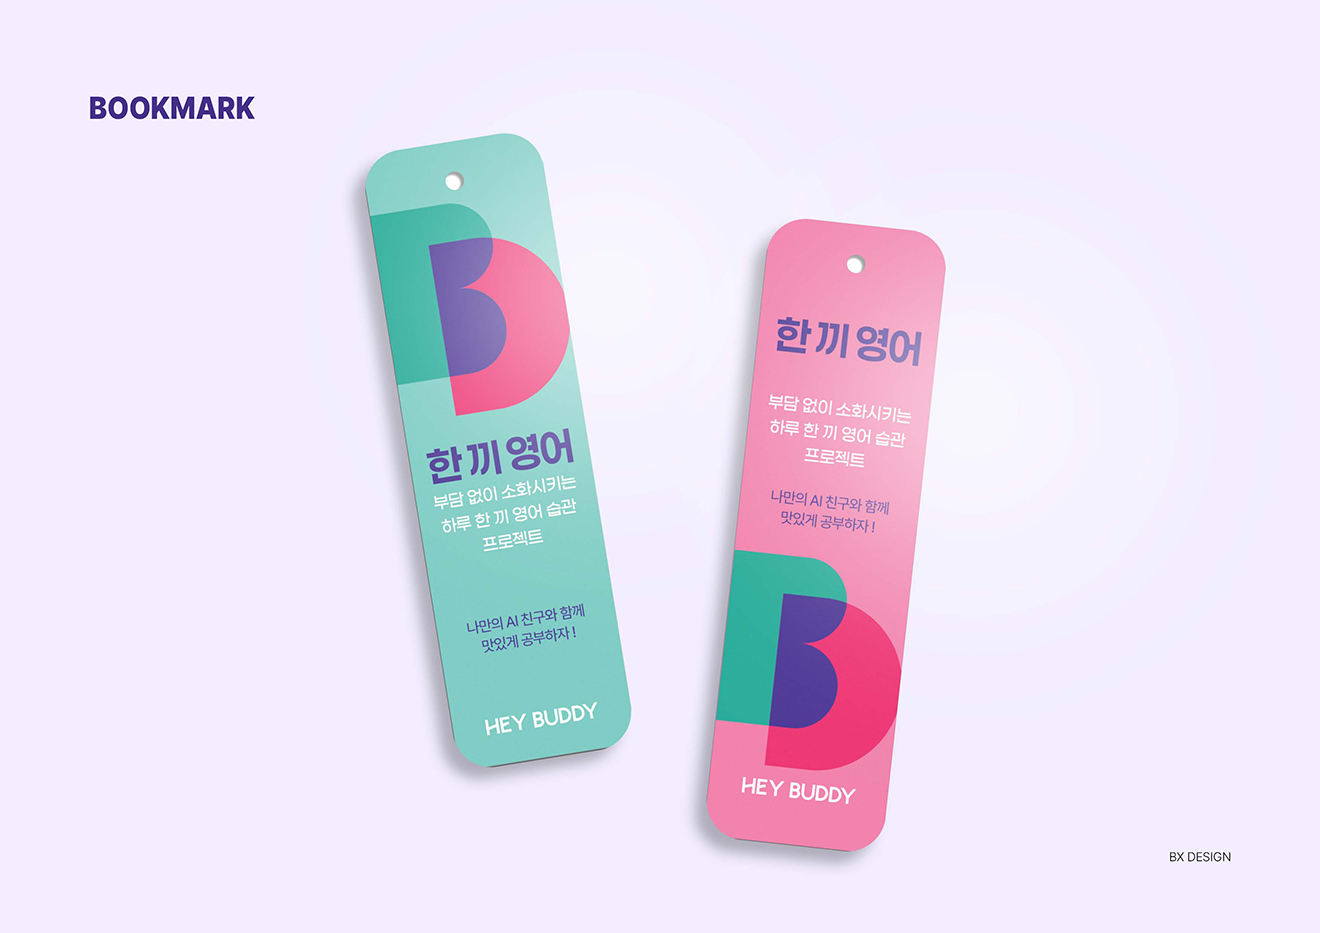 BOOKMARK
한 끼 영어
부담 없이 소화시키는
하루 한 끼 영어 습관
프로젝트
나만의 AI 친구와 함께
맛있게 공부하자 !
HEY BUDDY
한 끼 영어
부담 없이 소화시키는
하루 한 끼 영어 습관
프로젝트
나만의 AI 친구와 함께
맛있게 공부하자 !
HEY BUDDY
BX DESIGN